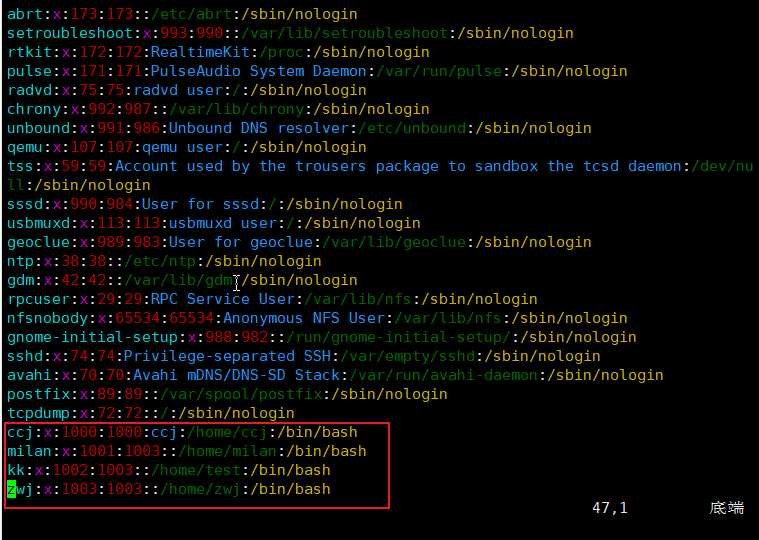 abrt:x:173:173::/etc/abrt:/sbin/nologin
setroubleshoot:x:993:990::/var/lib/setroubleshoot:/sbin/nologin
rtkit:x:172:172:RealtimeKit:/proc:/sbin/nologin
pulse:x:171:171:PulseAudio System Daemon:/var/run/pulse:/sbin/nologin
radvd:x:75:75:radvd user:/:/sbin/nologin
chrony:x:992:987::/var/lib/chrony:/sbin/nologin
unbound:x:991:986:Unbound DNS resolver:/etc/unbound:/sbin/nologin
qemu:x:107:107:qemu user:/:/sbin/nologin
tss:x:59:59:Account used by the trousers package to sandbox the tcsd daemon:/dev/nu
ll:/sbin/nologin
sssd:x:990:984:User for sssd:/:/sbin/nologin
usbmuxd:x:113:113:usbmuxd user:/:/sbin/nologin
geoclue:x:989:983:User for geoclue:/var/lib/geoclue:/sbin/nologin
ntp:x:38:38::/etc/ntp:/sbin/nologin
gdm:x:42:42::/var/lib/gdm:/sbin/nologin
rpcuser:x:29:29:RPC Service User:/var/lib/nfs:/sbin/nologin
nfsnobody:x:65534:65534:Anonymous NFS User:/var/lib/nfs:/sbin/nologin
gnome-initial-setup:x:988:982::/run/gnome-initial-setup/:/sbin/nologin
sshd:x:74:74:Privilege-separated SSH:/var/empty/sshd:/sbin/nologin
avahi:x:70:70:Avahi mDNS/DNS-SD Stack:/var/run/avahi-daemon:/sbin/nologin
postfix:x:89:89::/var/spool/postfix:/sbin/nologin
tcpdump:x:72:72::/:/sbin/nologin
ccj:x:1000:1000:ccj:/home/ccj:/bin/bash
milan:x:1001:1003::/home/milan:/bin/bash
kk:x:1002:1003::/home/test:/bin/bash
zwj:x:1003:1003::/home/zwj:/bin/bash
47,1 底端